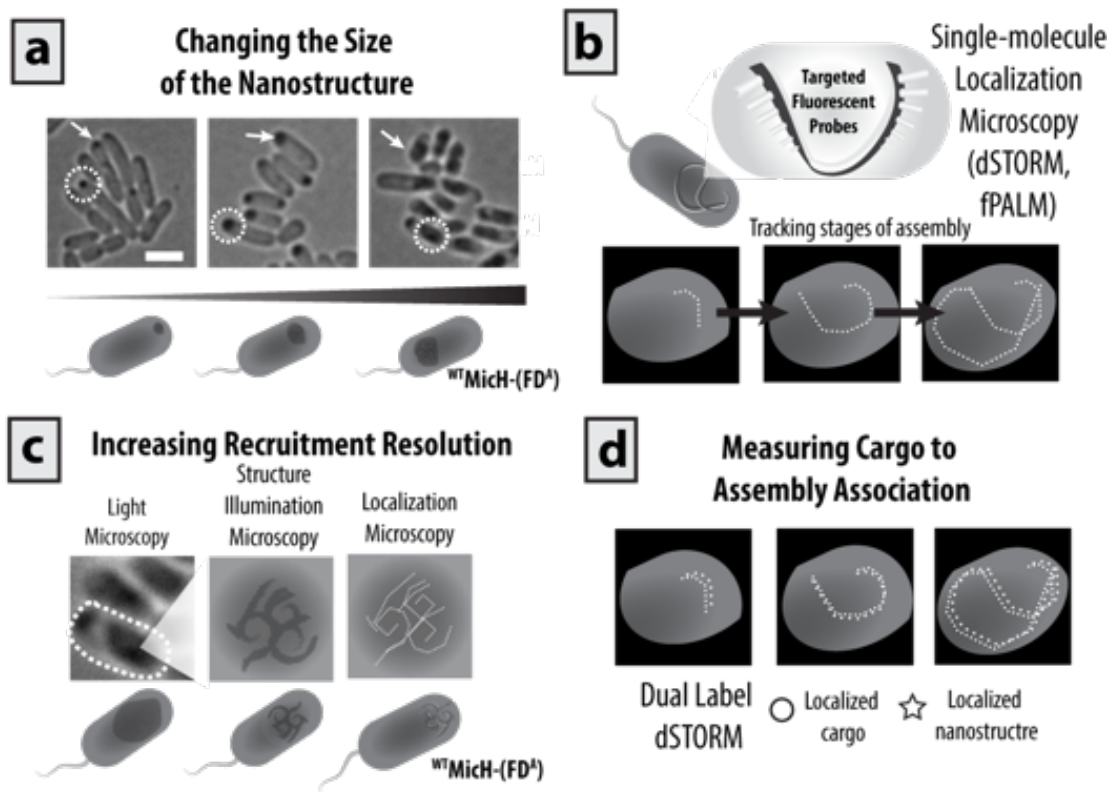 a
Changing the Size
of the Nanostructure
ᵂᵀMicH-(FDᴬ)
b
Single-molecule
Localization
Microscopy
(dSTORM,
fPALM)
Targeted
Fluorescent
Probes
Tracking stages of assembly
c
Increasing Recruitment Resolution
Light
Microscopy
Structure
Illumination
Microscopy
Localization
Microscopy
ᵂᵀMicH-(FDᴬ)
d
Measuring Cargo to
Assembly Association
Dual Label
dSTORM
Localized
cargo
Localized
nanostructre